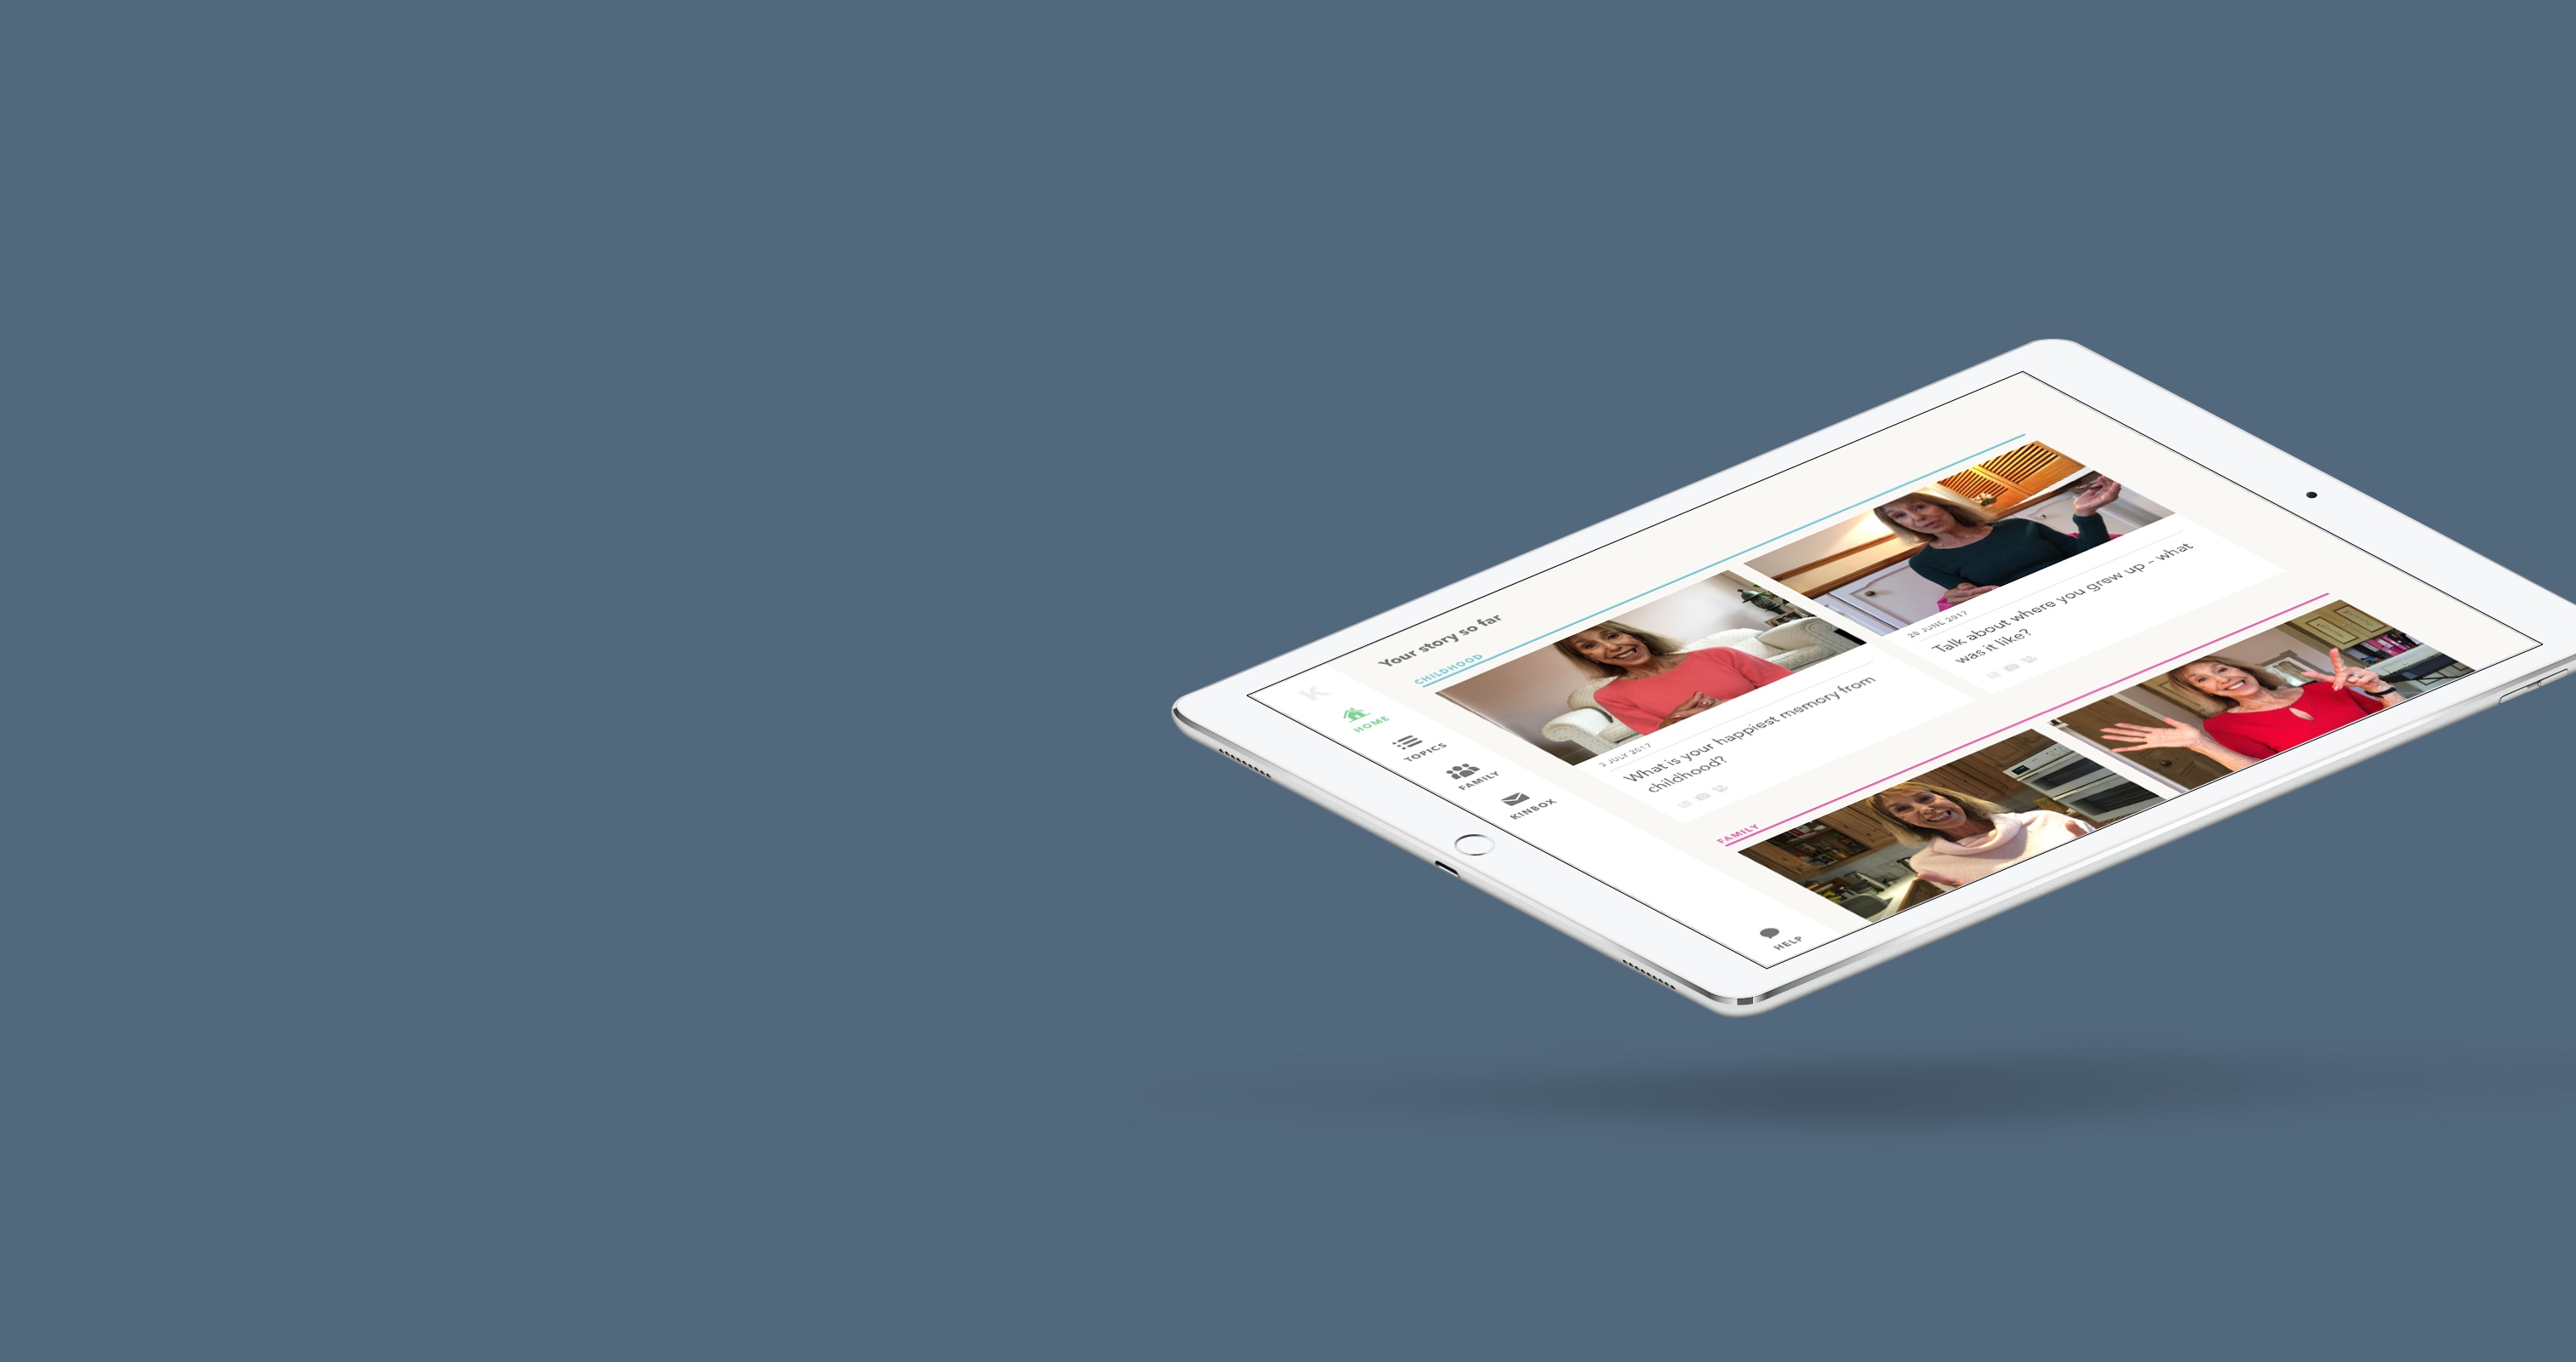 K
HOME
TOPICS
FAMILY
KINBOX
HELP
Your story so far
CHILDHOOD
3 JULY 2017
What is your happiest memory from
childhood?
26 JUNE 2017
Talk about where you grew up - what
was it like?
FAMILY